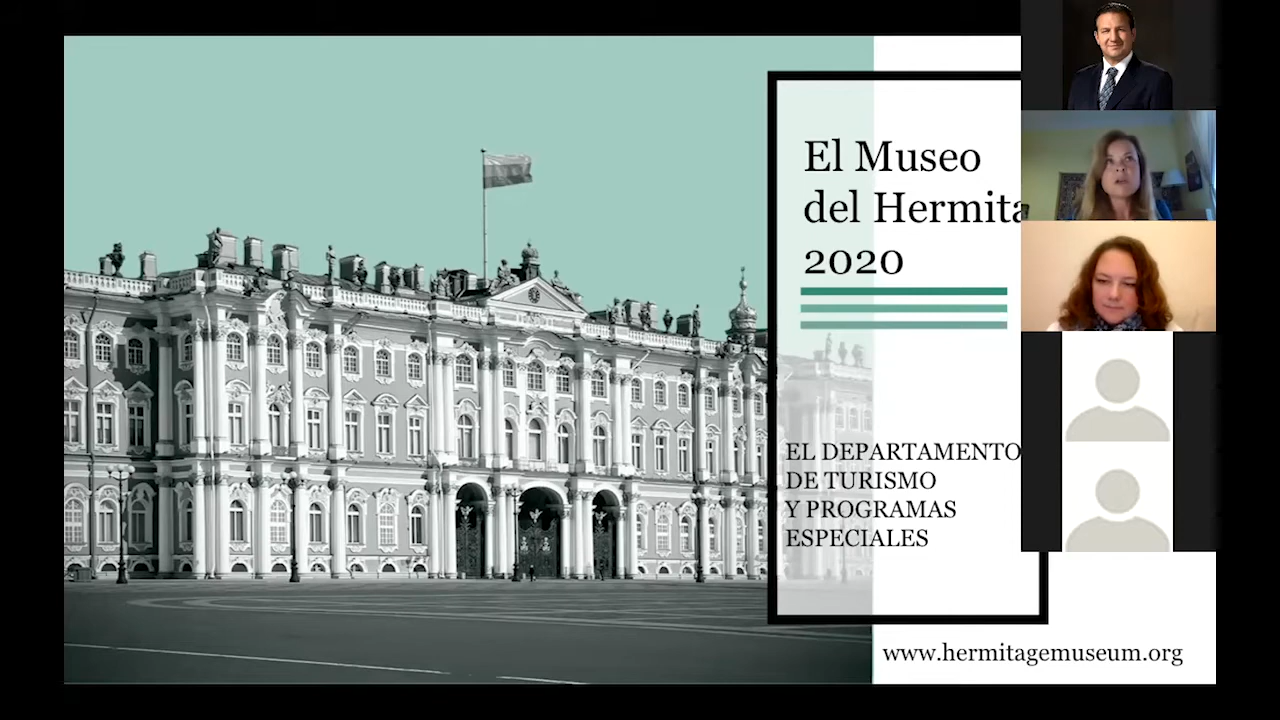 El Museo
del Hermita
2020
EL DEPARTAMENTO
DE TURISMO
Y PROGRAMAS
ESPECIALES
www.hermitagemuseum.org